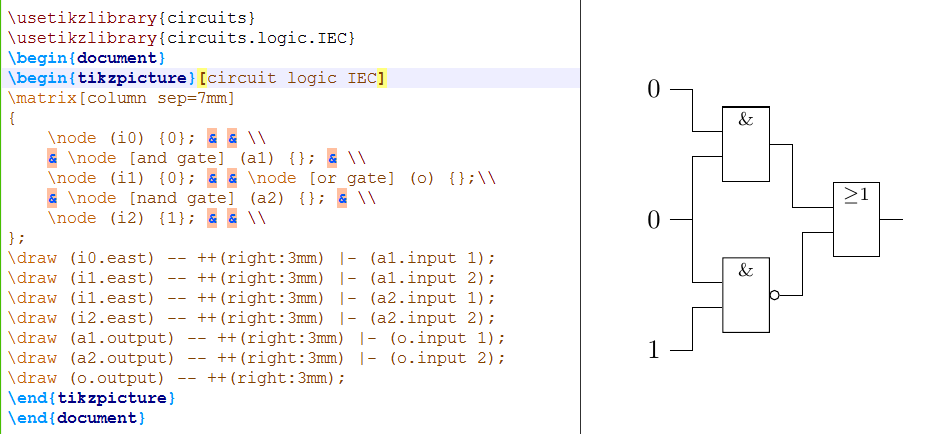 \usetikzlibrary{circuits}
\usetikzlibrary{circuits.logic.IEC}
\begin{document}
\begin{tikzpicture}[circuit logic IEC]
\matrix[column sep=7mm]
{
    \node (i0) {0}; & & \\
    & \node [and gate] (a1) {}; & \\
    \node (i1) {0}; & & \node [or gate] (o) {};\\
    & \node [nand gate] (a2) {}; & \\
    \node (i2) {1}; & & \\
};
\draw (i0.east) -- ++(right:3mm) |- (a1.input 1);
\draw (i1.east) -- ++(right:3mm) |- (a1.input 2);
\draw (i1.east) -- ++(right:3mm) |- (a2.input 1);
\draw (i2.east) -- ++(right:3mm) |- (a2.input 2);
\draw (a1.output) -- ++(right:3mm) |- (o.input 1);
\draw (a2.output) -- ++(right:3mm) |- (o.input 2);
\draw (o.output) -- ++(right:3mm);
\end{tikzpicture}
\end{document}
0
&
≥1
0
&
1